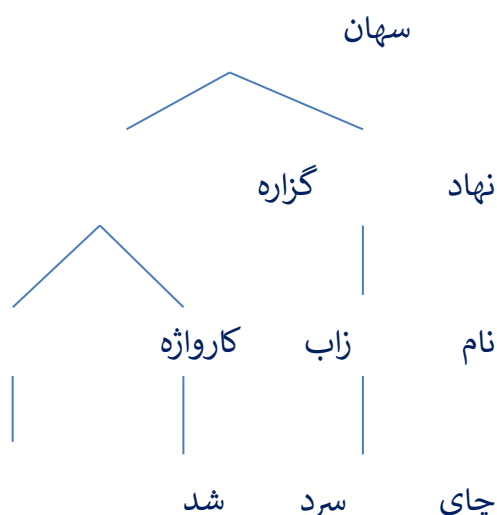 سهان
نهاد گزاره
نام زاب کارواژه
چای سرد شد